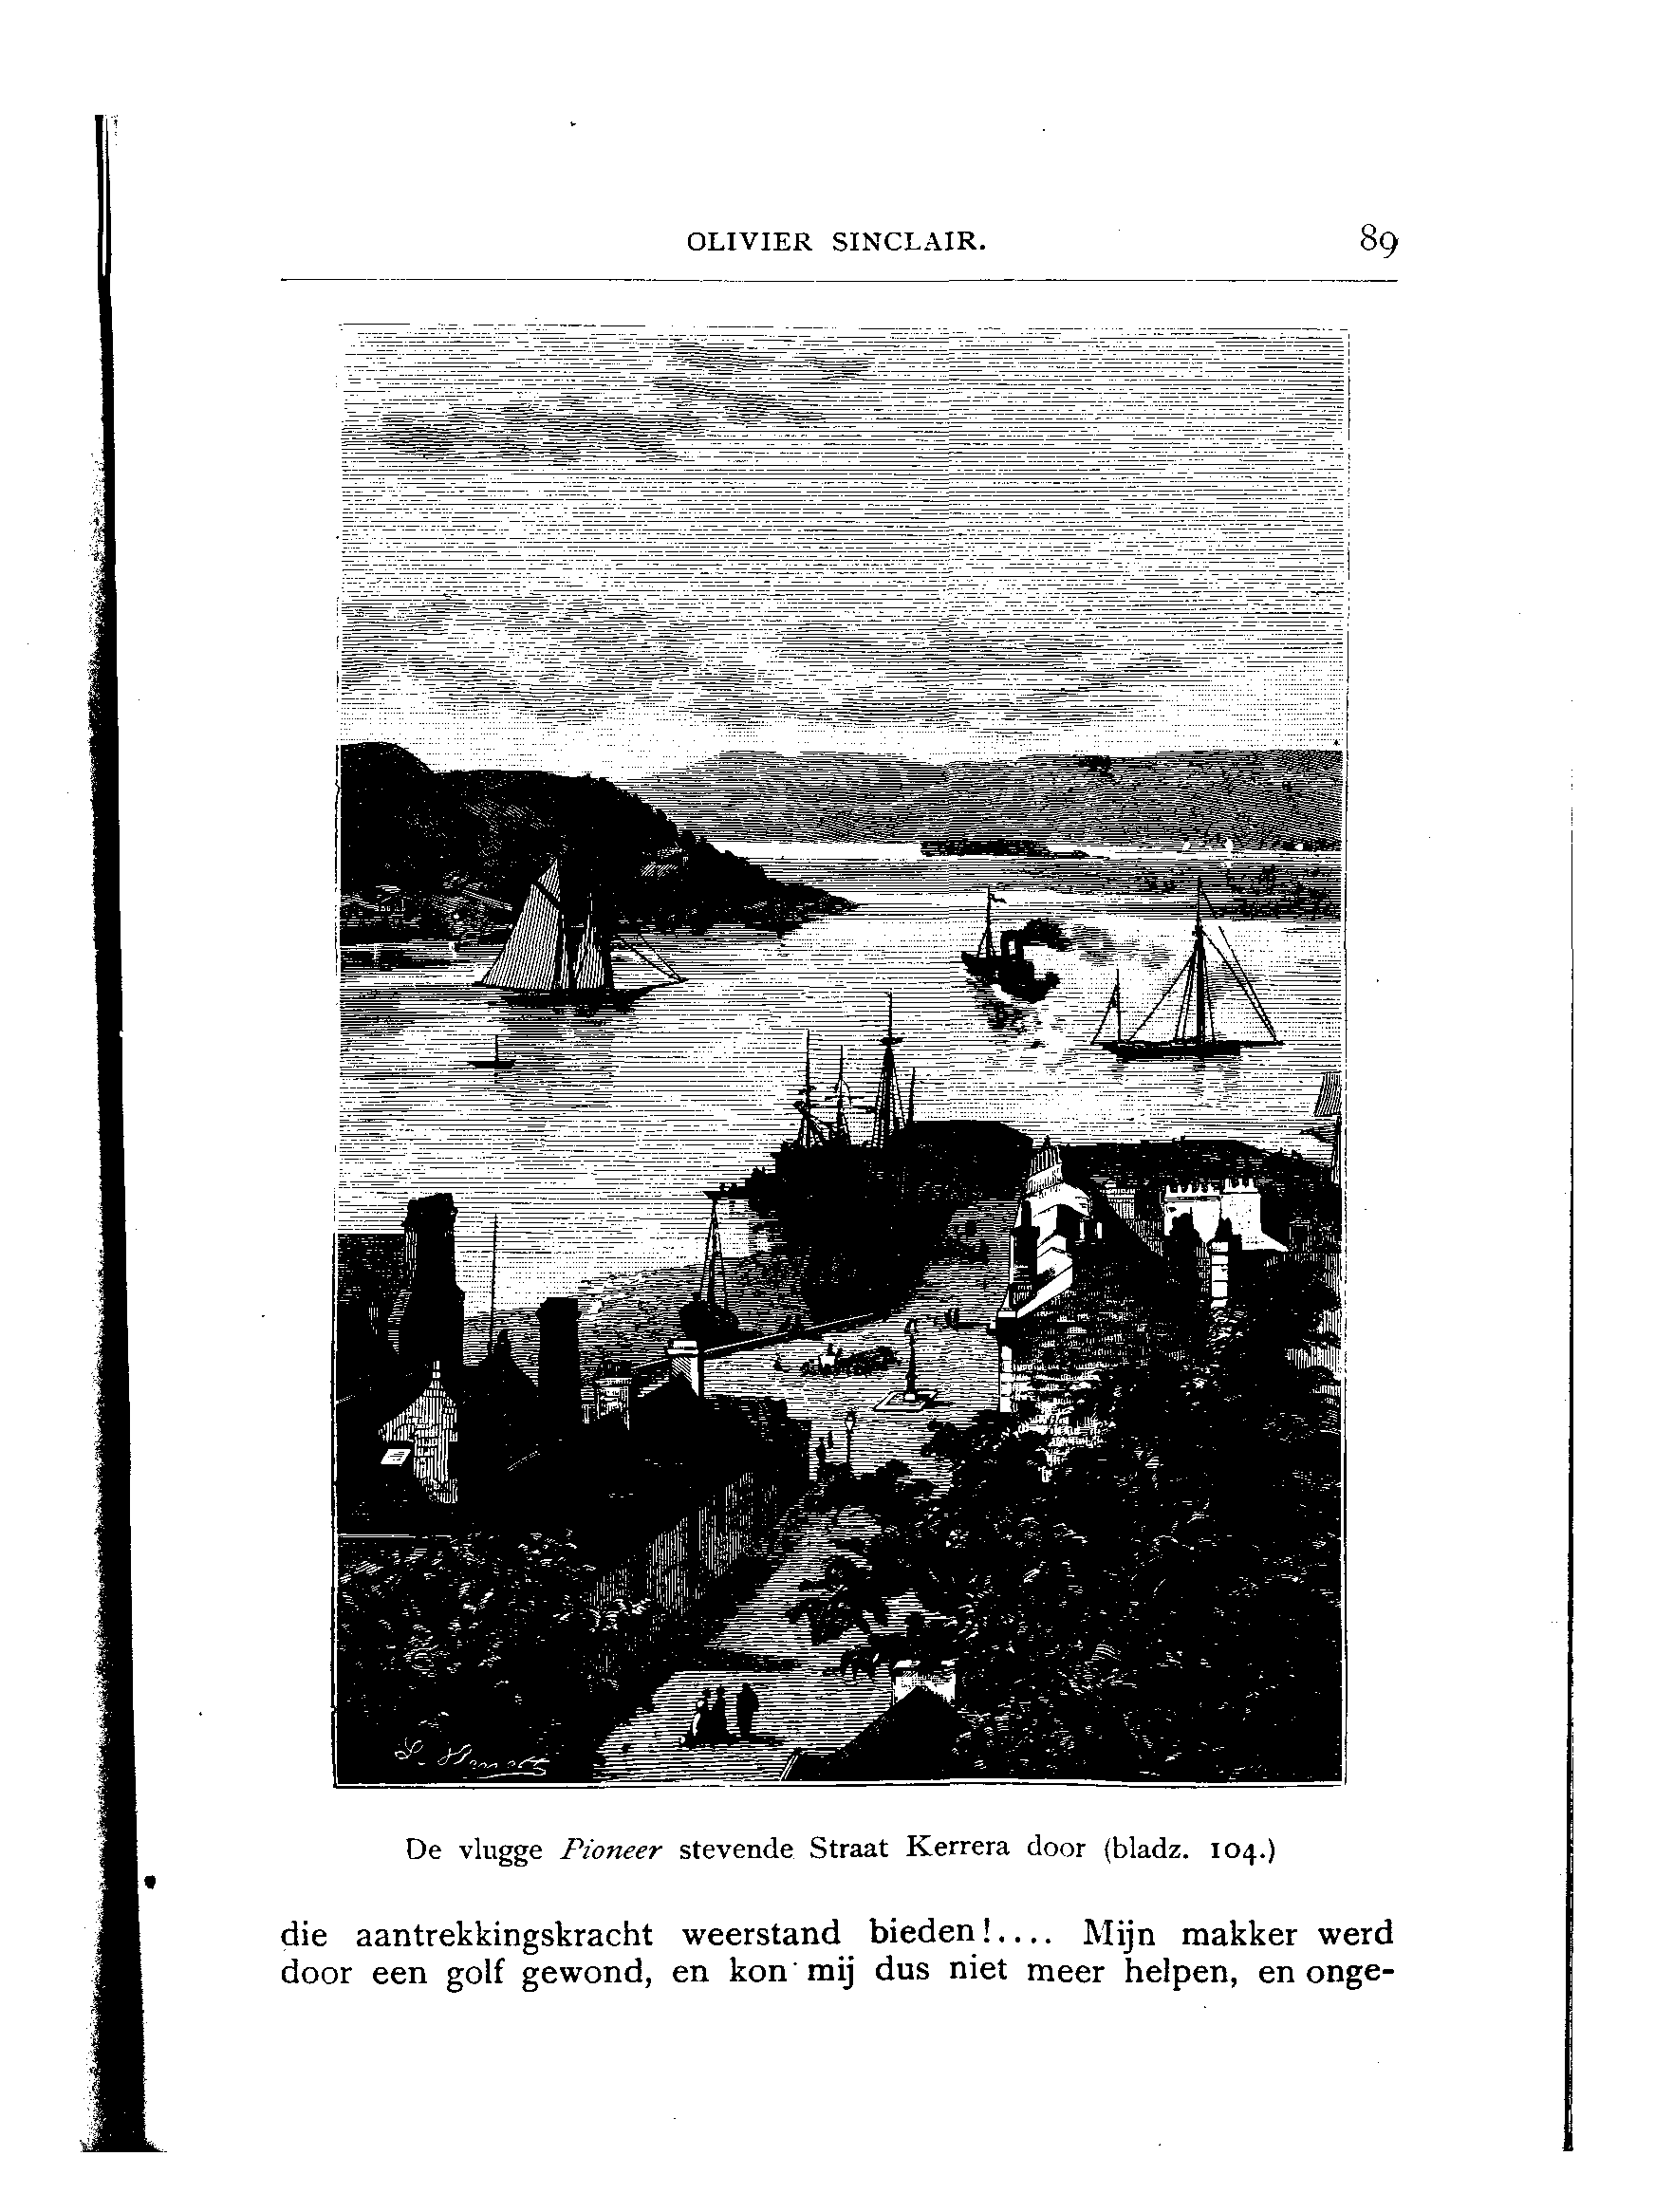 OLIVIER SINCLAIR. 89
De vlugge Pioneer stevende Straat Kerrera door (bladz. 104.)
die aantrekkingskracht weerstand bieden!.... Mijn makker werd
door een golf gewond, en kon mij dus niet meer helpen, en onge-